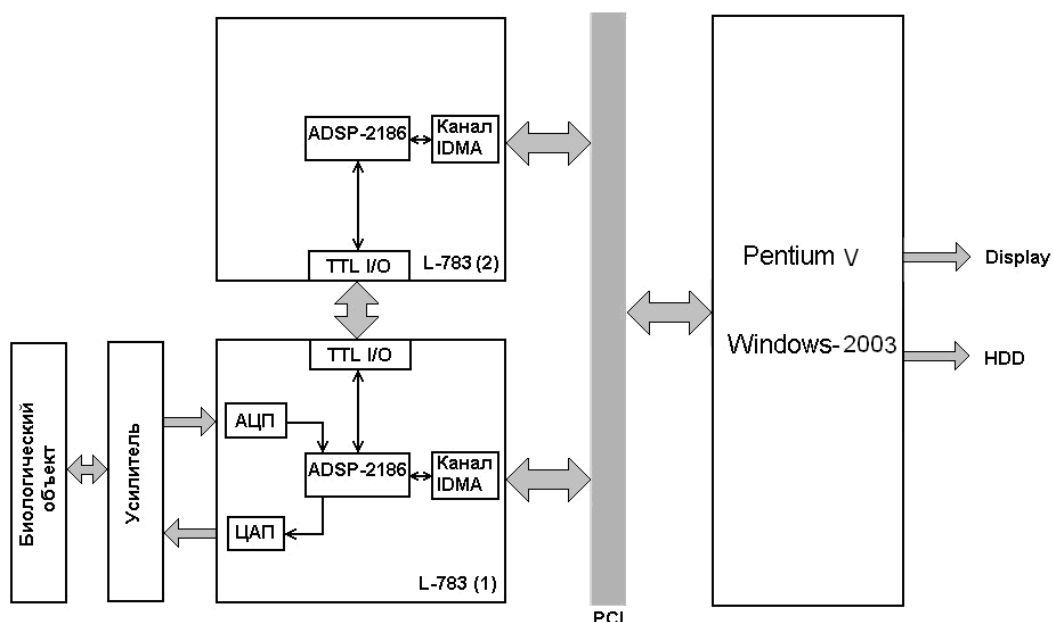 ADSP-2186
Канал
IDMA
TTL I/O
L-783 (2)
TTL I/O
АЦП
ADSP-2186
Канал
IDMA
ЦАП
L-783 (1)
Биологический
объект
Усилитель
PCI
Pentium V
Windows-2003
Display
HDD